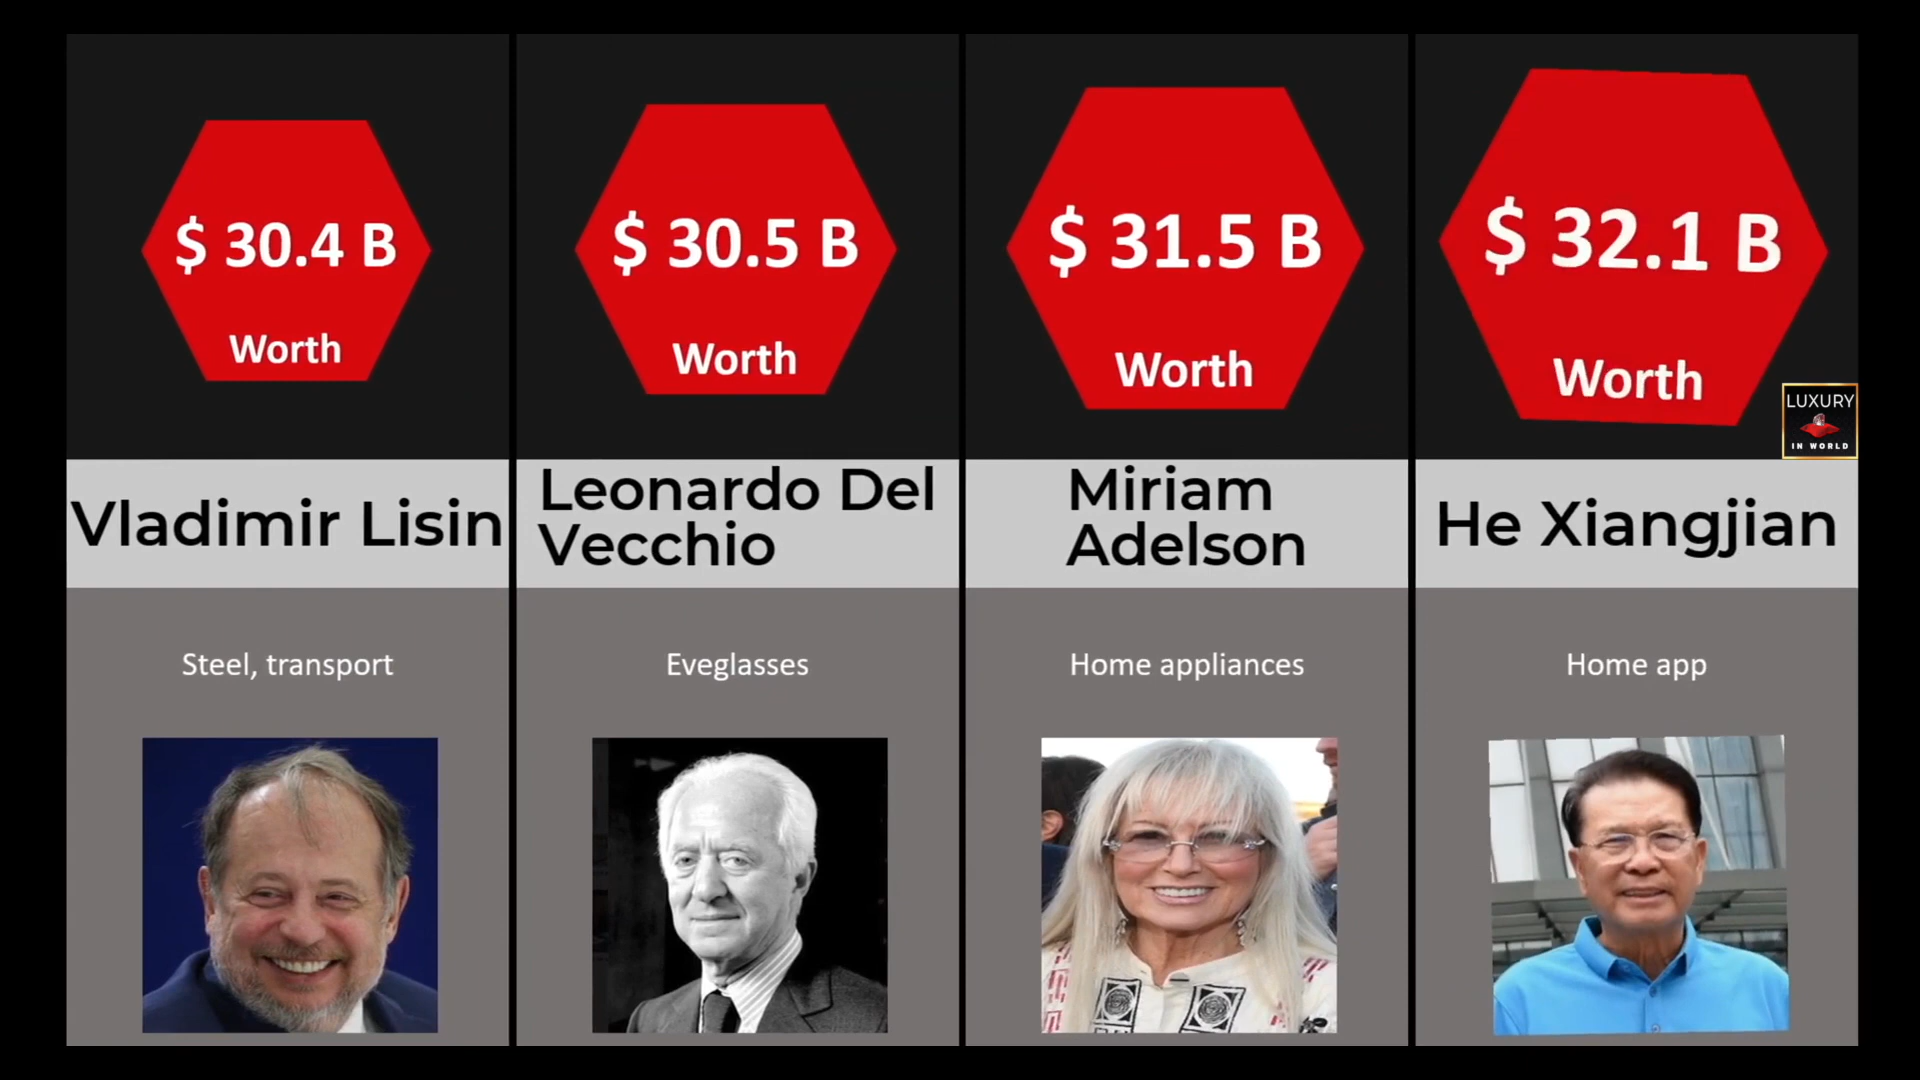 $ 30.4 B
Worth
Vladimir Lisin
Steel, transport
$ 30.5 B
Worth
Leonardo Del
Vecchio
Eveglasses
$ 31.5 B
Worth
Miriam
Adelson
Home appliances
$ 32.1 B
Worth
He Xiangjian
Home app
LUXURY
IN WORLD